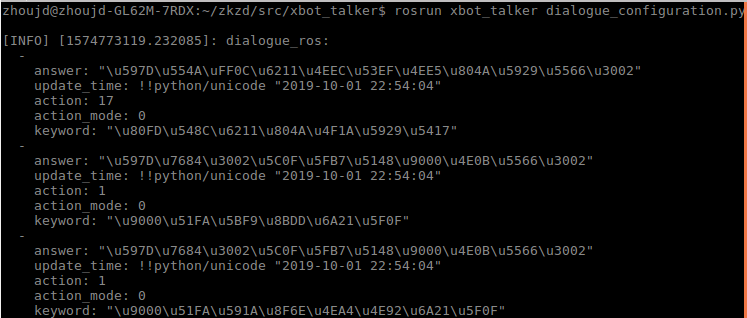 zhoujd@zhoujd-GL62M-7RDX:~/zkzd/src/xbot_talker$ rosrun xbot_talker dialogue_configuration.py
[INFO] [1574773119.232085]: dialogue_ros:
-
answer: "\u597D\u554A\uFF0C\u6211\u4EEC\u53EF\u4EE5\u804A\u5929\u5566\u3002"
update_time: !!python/unicode "2019-10-01 22:54:04"
action: 17
action_mode: 0
keyword: "\u80FD\u548C\u6211\u804A\u4F1A\u5929\u5417"
-
answer: "\u597D\u7684\u3002\u5C0F\u5FB7\u5148\u9000\u4E0B\u5566\u3002"
update_time: !!python/unicode "2019-10-01 22:54:04"
action: 1
action_mode: 0
keyword: "\u9000\u51FA\u5BF9\u8BDD\u6A21\u5F0F"
-
answer: "\u597D\u7684\u3002\u5C0F\u5FB7\u5148\u9000\u4E0B\u5566\u3002"
update_time: !!python/unicode "2019-10-01 22:54:04"
action: 1
action_mode: 0
keyword: "\u9000\u51FA\u591A\u8F6E\u4EA4\u4E92\u6A21\u5F0F"